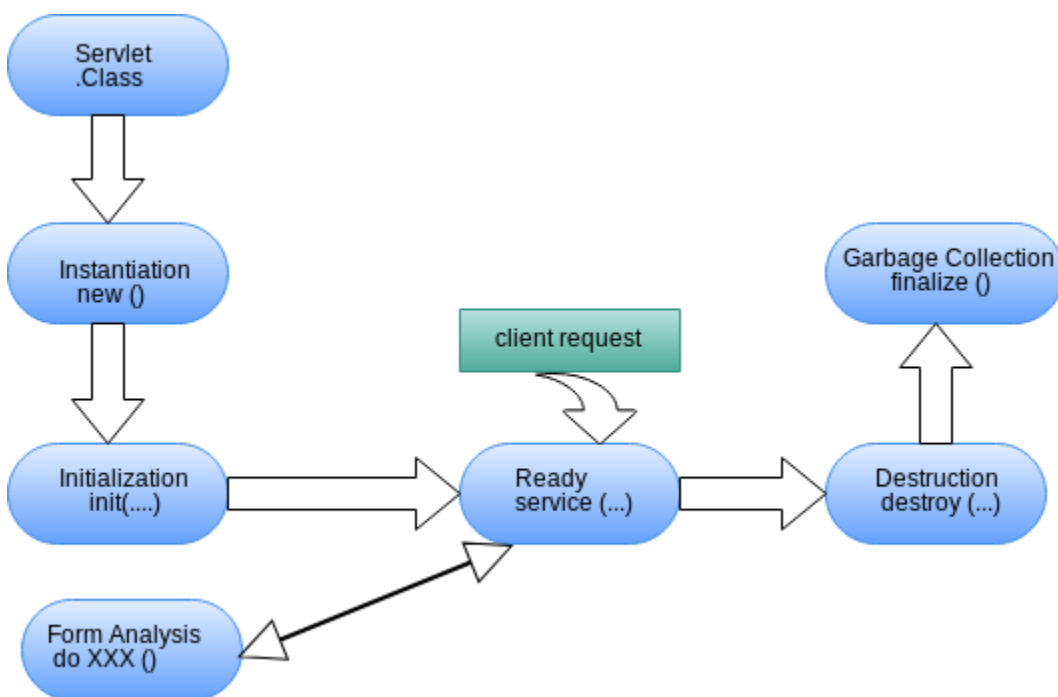 Servlet
.Class
Instantiation
new ()
Garbage Collection
finalize ()
client request
Initialization
init(....)
Ready
service (...)
Destruction
destroy (...)
Form Analysis
do XXX ()